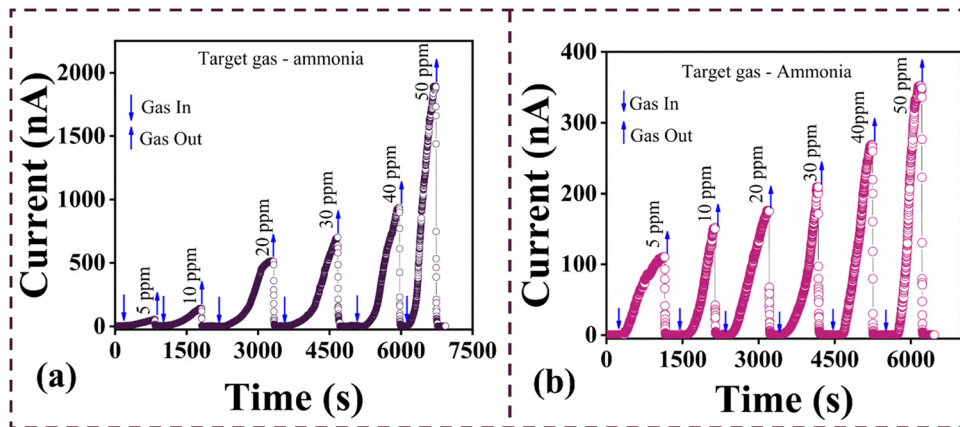 Target gas - ammonia
Gas In
Gas Out
5 ppm
10 ppm
20 ppm
30 ppm
40 ppm
50 ppm
2000
1500
1000
500
0
0
1500
3000
4500
6000
7500
Current (nA)
Time (s)
(a)
Target gas - Ammonia
Gas In
Gas Out
5 ppm
10 ppm
20 ppm
30 ppm
40ppm
50 ppm
400
300
200
100
0
0
1500
3000
4500
6000
Current (nA)
Time (s)
(b)